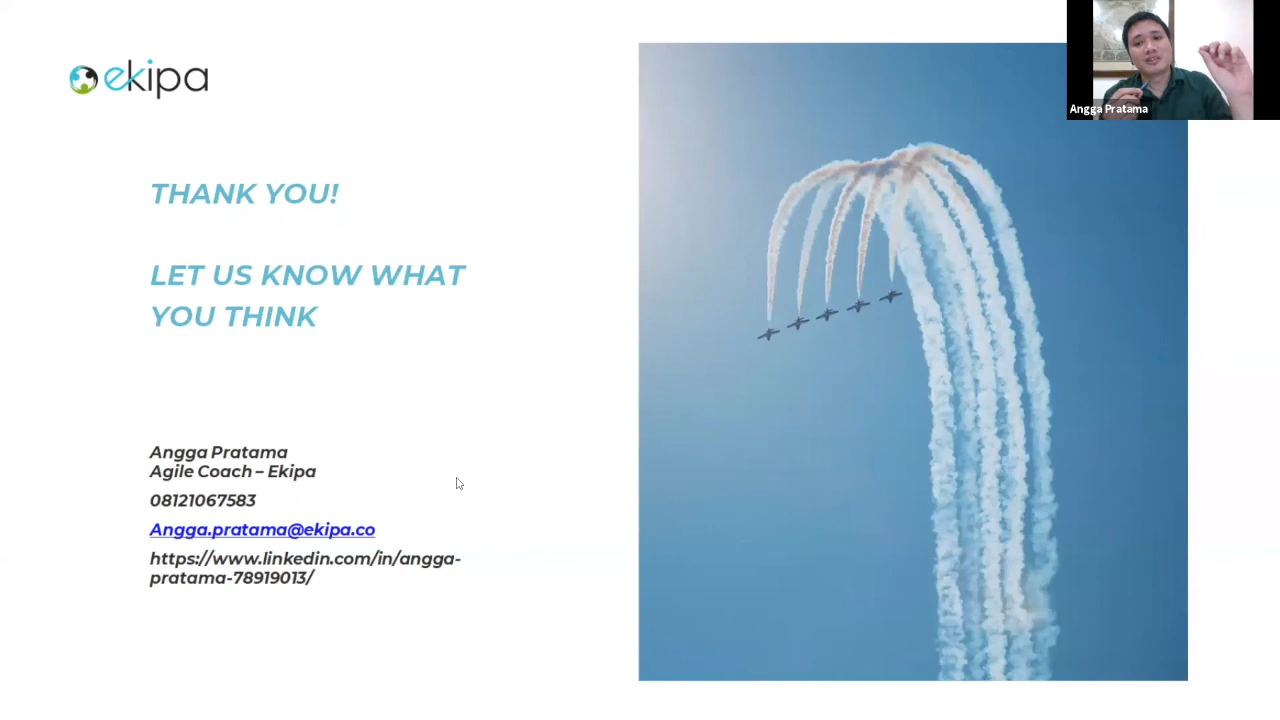 ekipa
Angga Pratama
THANK YOU!
LET US KNOW WHAT
YOU THINK
Angga Pratama
Agile Coach – Ekipa
08121067583
Angga.pratama@ekipa.co
https://www.linkedin.com/in/angga-
pratama-78919013/